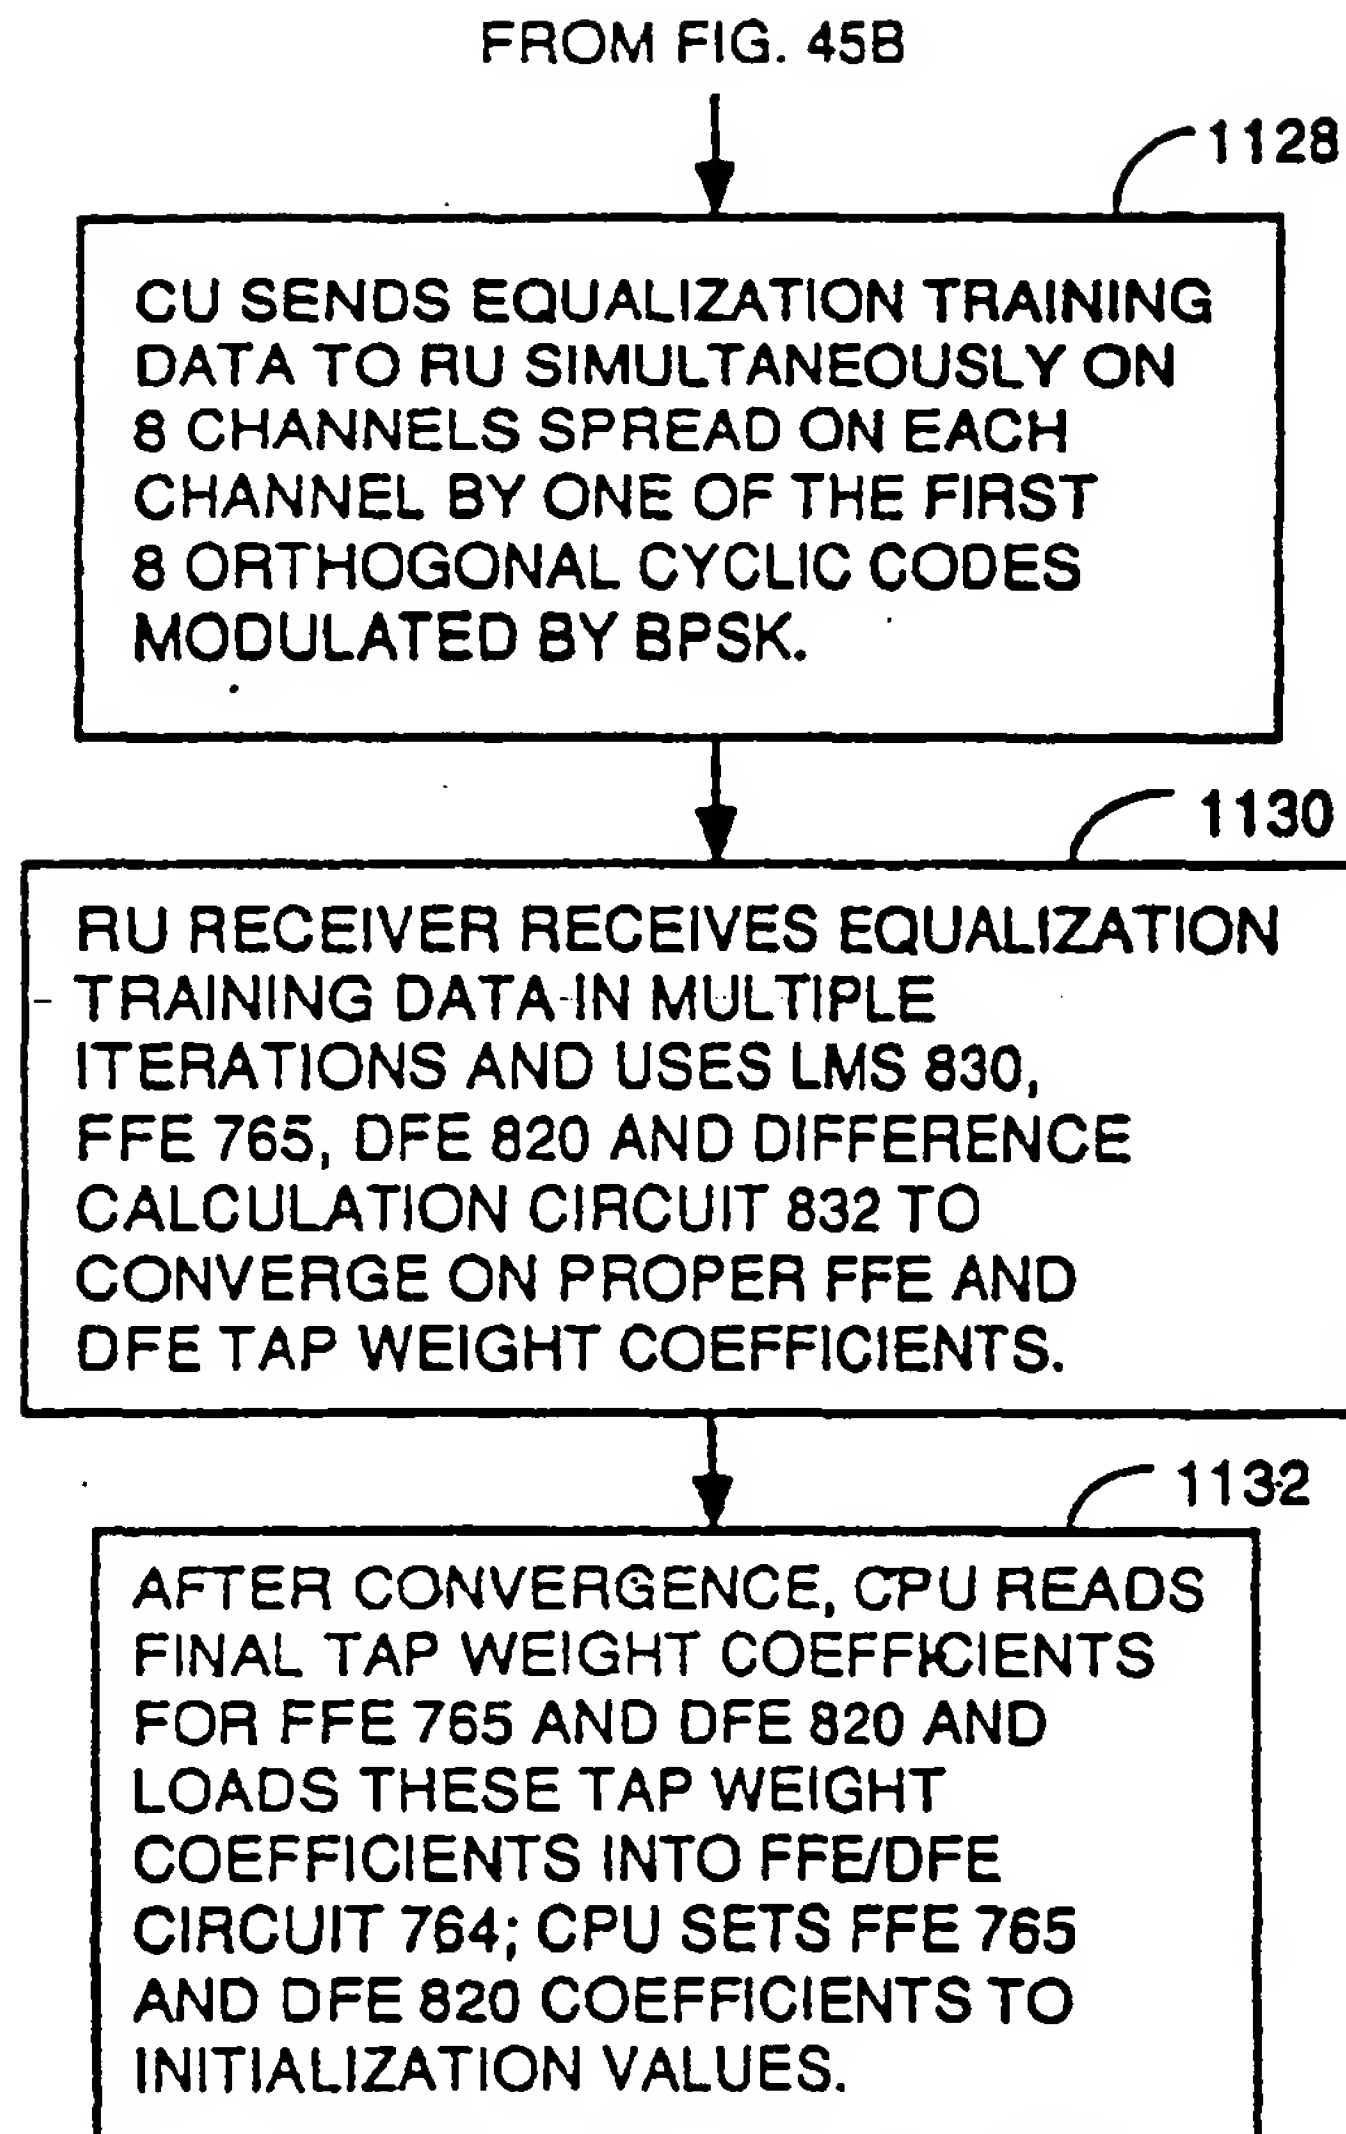 FROM FIG. 45B
1128
CU SENDS EQUALIZATION TRAINING
DATA TO RU SIMULTANEOUSLY ON
8 CHANNELS SPREAD ON EACH
CHANNEL BY ONE OF THE FIRST
8 ORTHOGONAL CYCLIC CODES
MODULATED BY BPSK.
1130
RU RECEIVER RECEIVES EQUALIZATION
TRAINING DATA IN MULTIPLE
ITERATIONS AND USES LMS 830,
FFE 765, DFE 820 AND DIFFERENCE
CALCULATION CIRCUIT 832 TO
CONVERGE ON PROPER FFE AND
DFE TAP WEIGHT COEFFICIENTS.
1132
AFTER CONVERGENCE, CPU READS
FINAL TAP WEIGHT COEFFICIENTS
FOR FFE 765 AND DFE 820 AND
LOADS THESE TAP WEIGHT
COEFFICIENTS INTO FFE/DFE
CIRCUIT 764; CPU SETS FFE 765
AND DFE 820 COEFFICIENTS TO
INITIALIZATION VALUES.